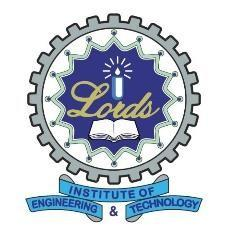 Lords
INSTITUTE OF
ENGINEERING & TECHNOLOGY